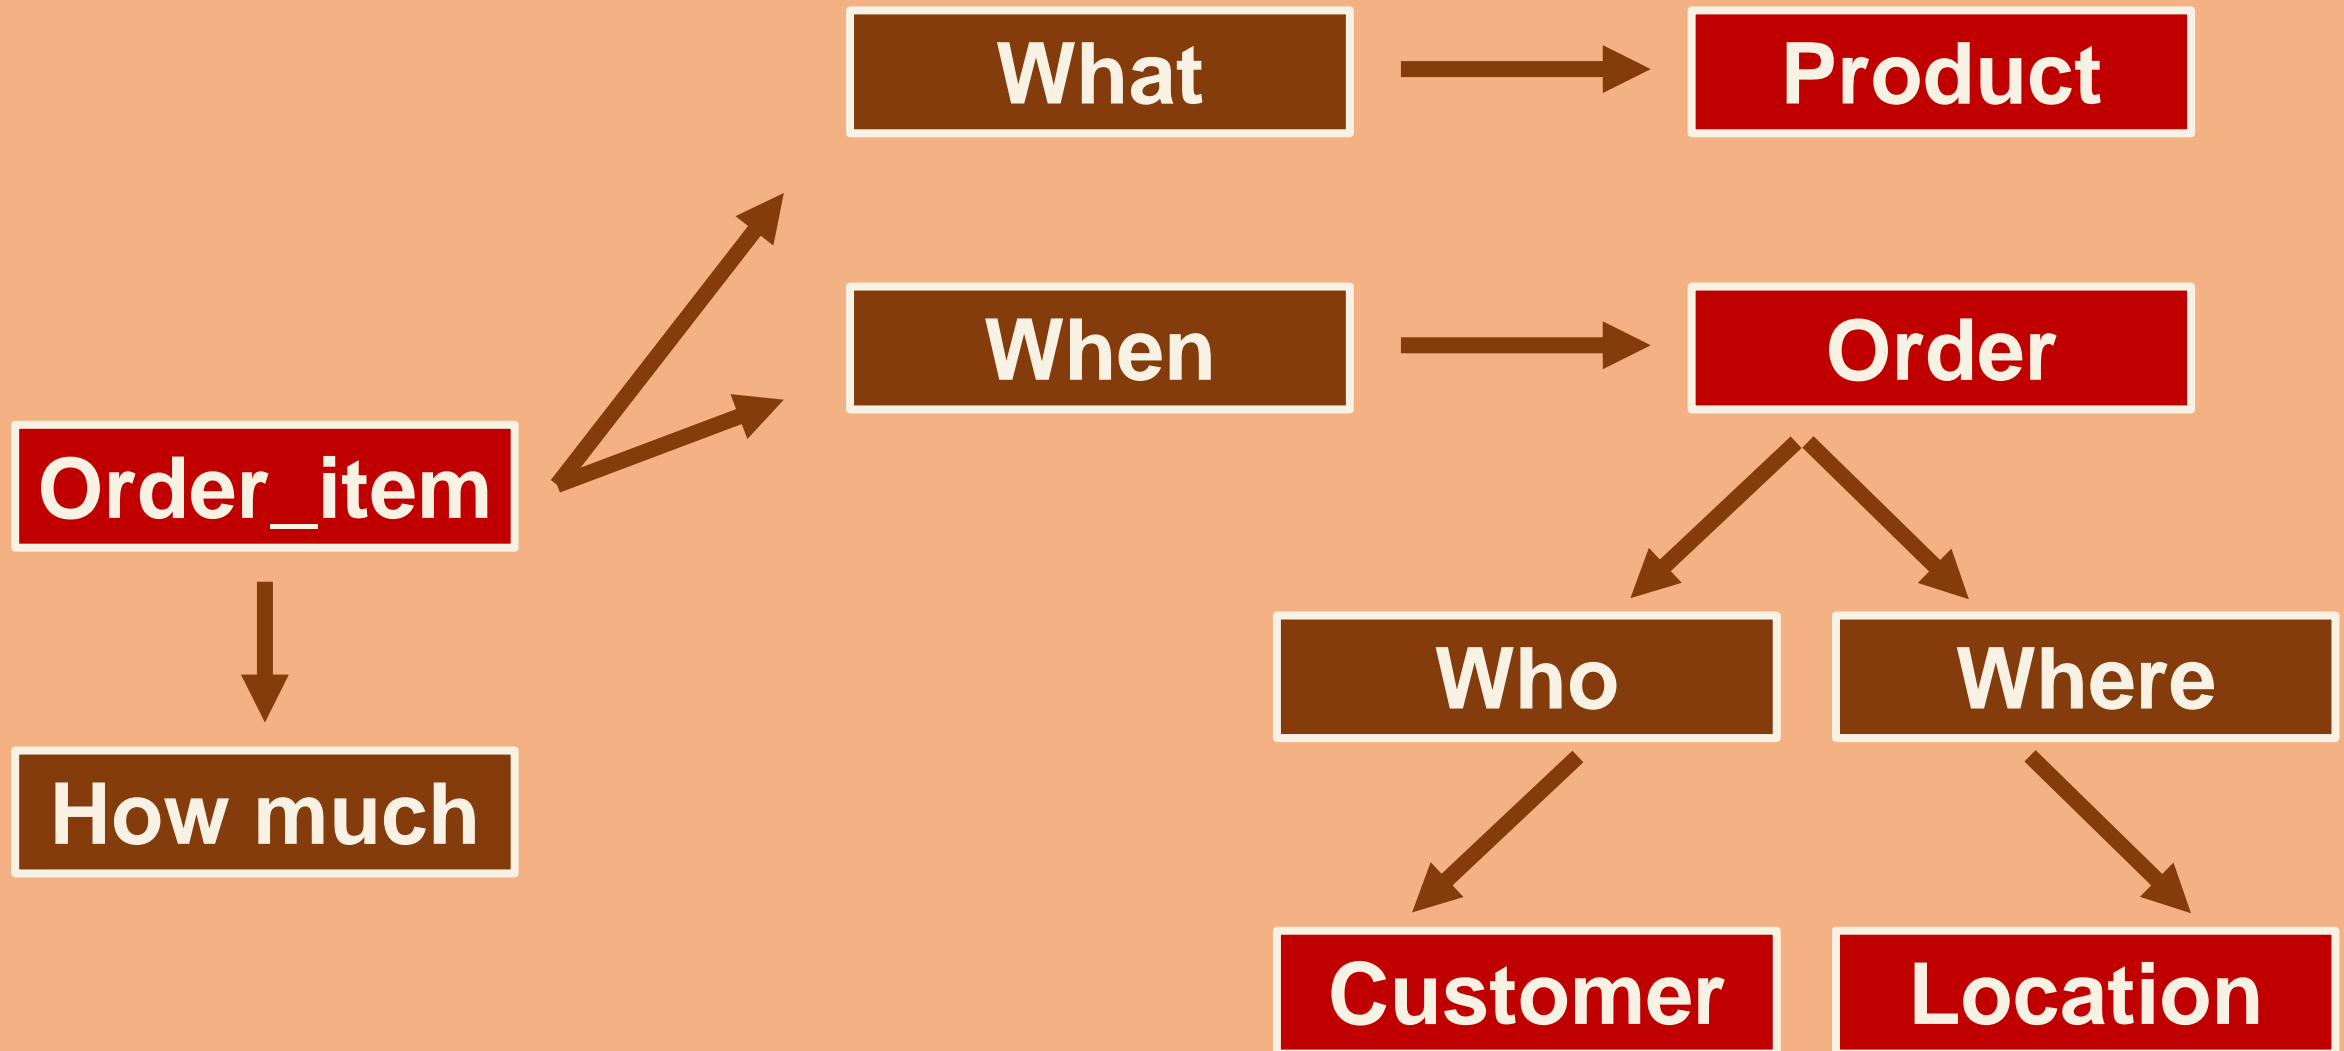 What
Product
When
Order
Order_item
Who
Where
How much
Customer
Location